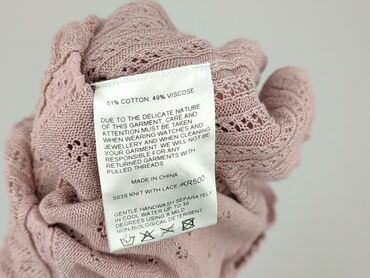 51% COTTON, 49% VISCOSE
DUE TO THE DELICATE NATURE
OF THIS GARMENT, CARE AND
ATTENTION MUST BE TAKEN
WHEN WEARING WATCHES AND
JEWELLERY AND WHEN CLEANING
YOUR GARMENT. WE WILL NOT BE
RESPONSIBLE FOR ANY
RETURNED GARMENTS WITH
PULLED THREADS.
MADE IN CHINA
S03S KNIT WITH LACE /KR500
GENTLE HANDWASH SEPARATELY
IN COOL WATER UP TO 30
DEGREES USING A MILD
NON-BIOLOGICAL DETERGENT